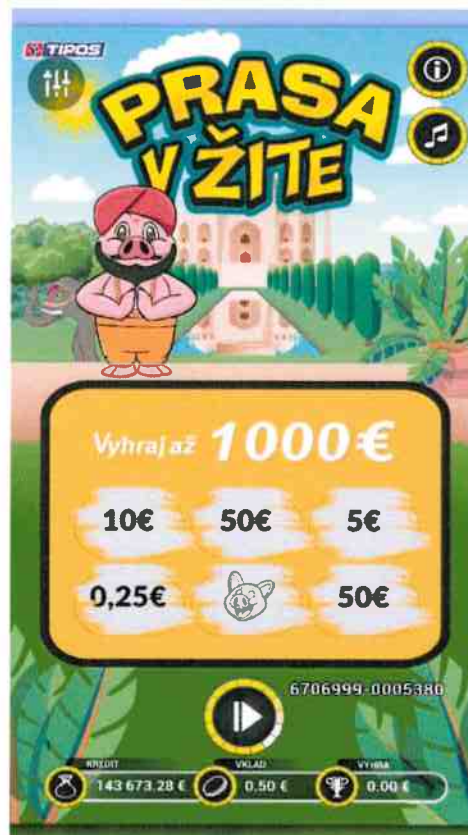 TIPOS
PRASA
V ŽITE
Vyhraj až 1000€
10€ 50€ 5€
0,25€ 50€
6706999-0005380
KREDIT VKLAD VÝHRA
143 673.28 € 0.50 € 0.00 €